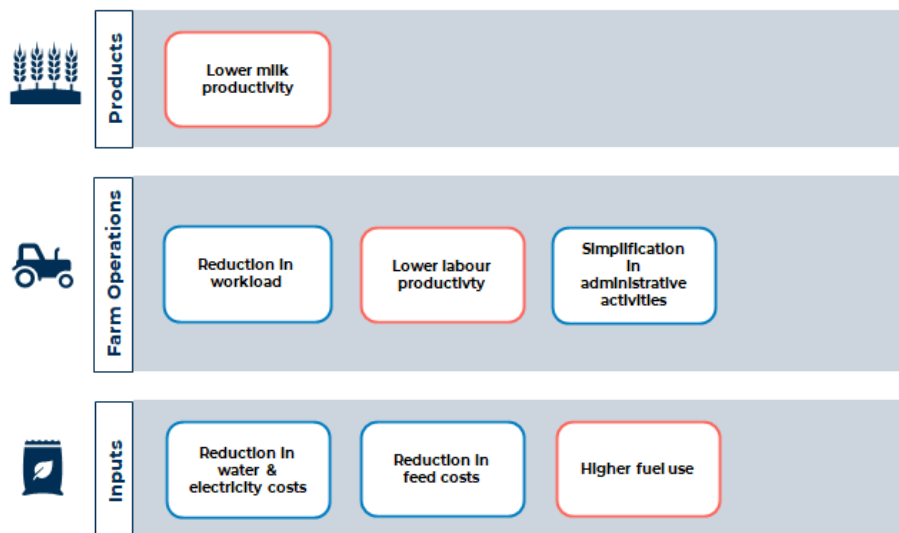 Products
Lower milk
productivity
Farm Operations
Reduction in
workload
Lower labour
productivty
Simplification
in
administrative
activities
Inputs
Reduction in
water &
electricity costs
Reduction in
feed costs
Higher fuel use